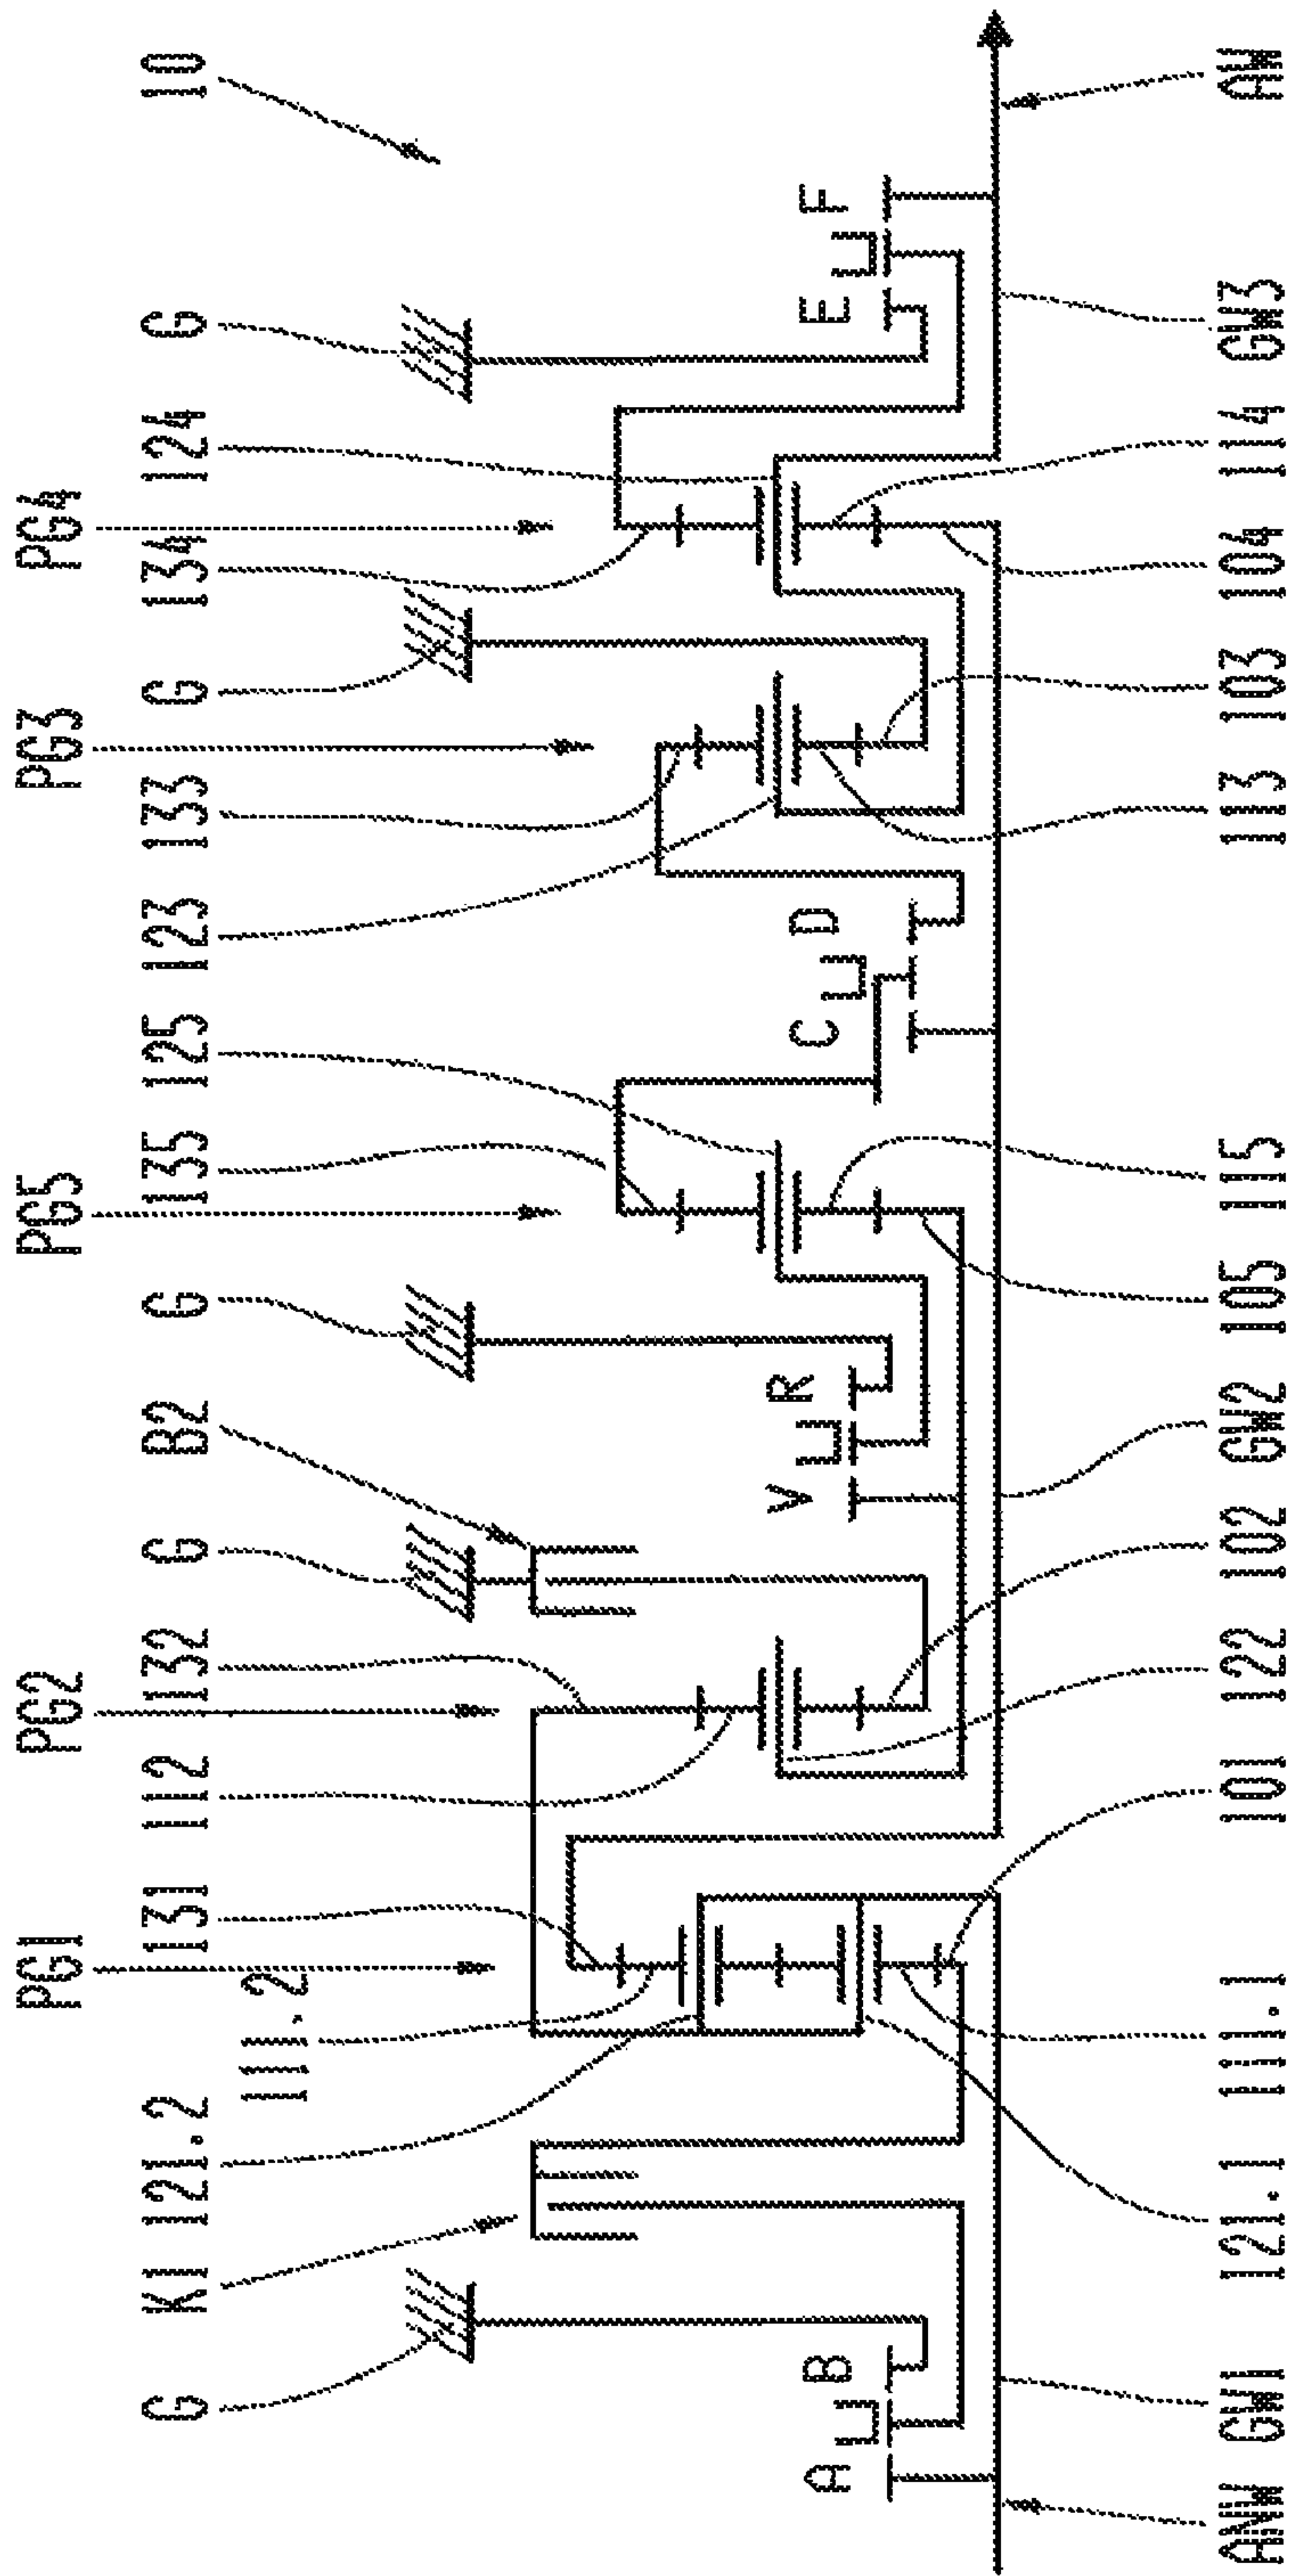 PG1 PG2 PG5 PG3 PG4
G K1 121.2 131 112 132 G B2 G 135 125 123 133 G 134 124 G 10
111.2
A B V R C D E F
ANW GW1 121.1 111.1 101 122 102 GW2 105 115 113 103 104 114 GW3 AW